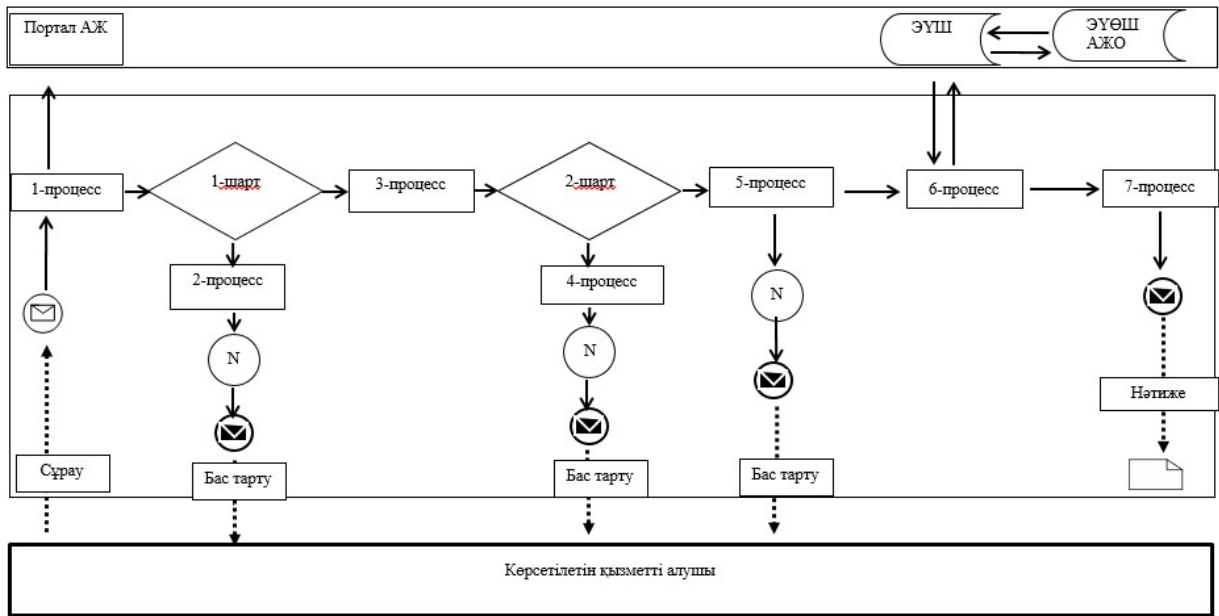 Портал АЖ
ЭҮШ
ЭҮӨШ
АЖО
1-процесс
1-шарт
3-процесс
2-шарт
5-процесс
6-процесс
7-процесс
2-процесс
4-процесс
N
N
N
Нәтиже
Сұрау
Бас тарту
Бас тарту
Бас тарту
Көрсетілетін қызметті алушы